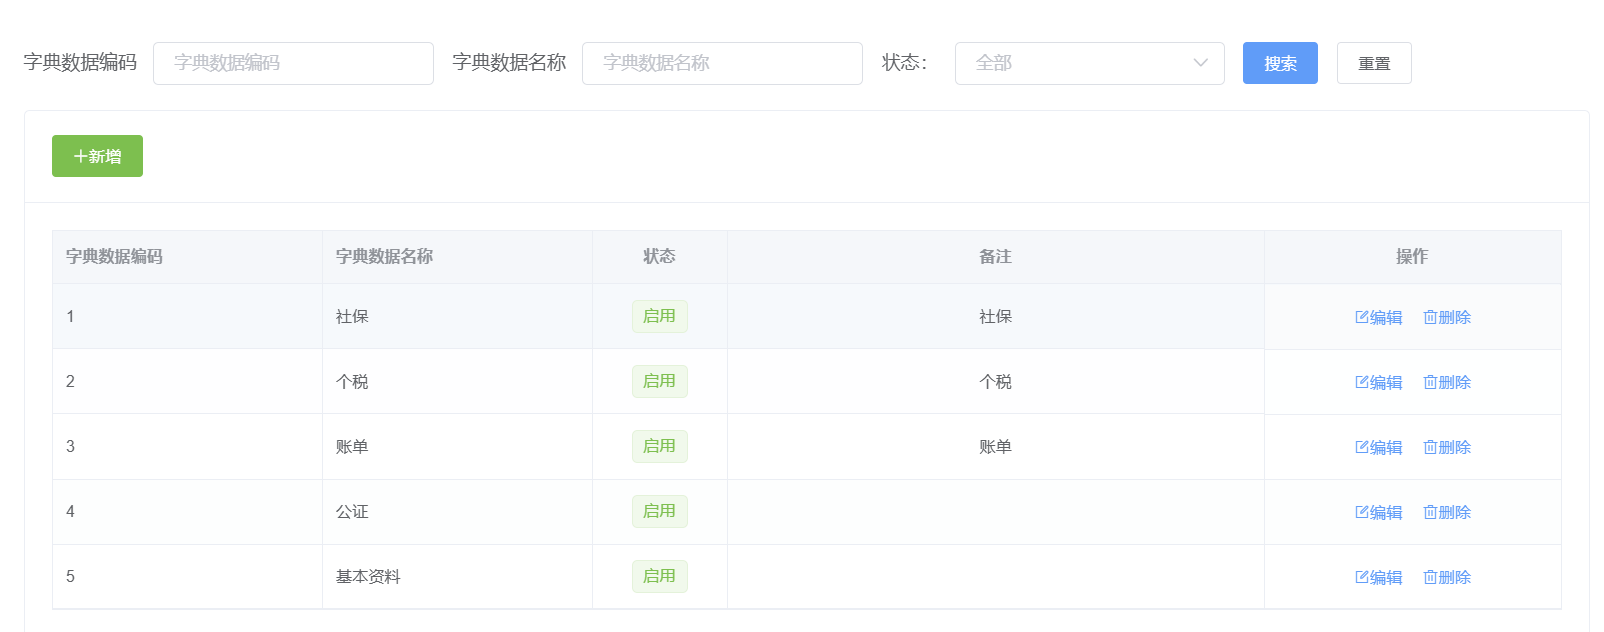 字典数据编码 字典数据编码 字典数据名称 字典数据名称 状态： 全部 搜索 重置
+新增
字典数据编码 字典数据名称 状态 备注 操作
1 社保 启用 社保 编辑 删除
2 个税 启用 个税 编辑 删除
3 账单 启用 账单 编辑 删除
4 公证 启用 编辑 删除
5 基本资料 启用 编辑 删除